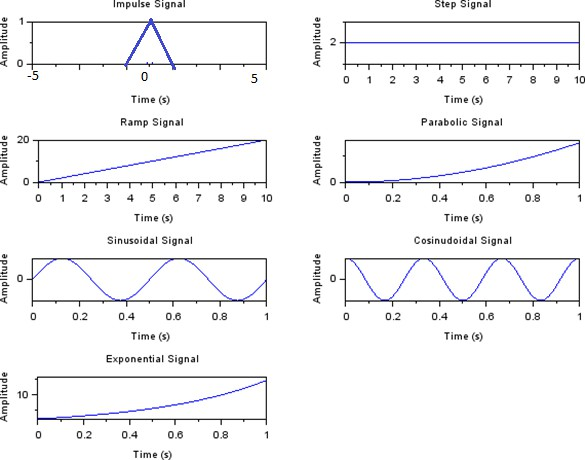 Impulse Signal
Amplitude
1
0
-5 0 5
Time (s)
Step Signal
Amplitude
2
0 1 2 3 4 5 6 7 8 9 10
Time (s)
Ramp Signal
Amplitude
20
0
0 1 2 3 4 5 6 7 8 9 10
Time (s)
Parabolic Signal
Amplitude
0
0 0.2 0.4 0.6 0.8 1
Time (s)
Sinusoidal Signal
Amplitude
0
0 0.2 0.4 0.6 0.8 1
Time (s)
Cosinudoidal Signal
Amplitude
0
0 0.2 0.4 0.6 0.8 1
Time (s)
Exponential Signal
Amplitude
10
0 0.2 0.4 0.6 0.8 1
Time (s)